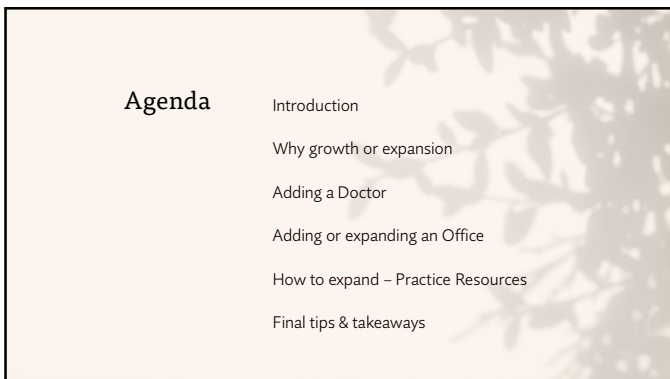 Agenda
Introduction
Why growth or expansion
Adding a Doctor
Adding or expanding an Office
How to expand – Practice Resources
Final tips & takeaways